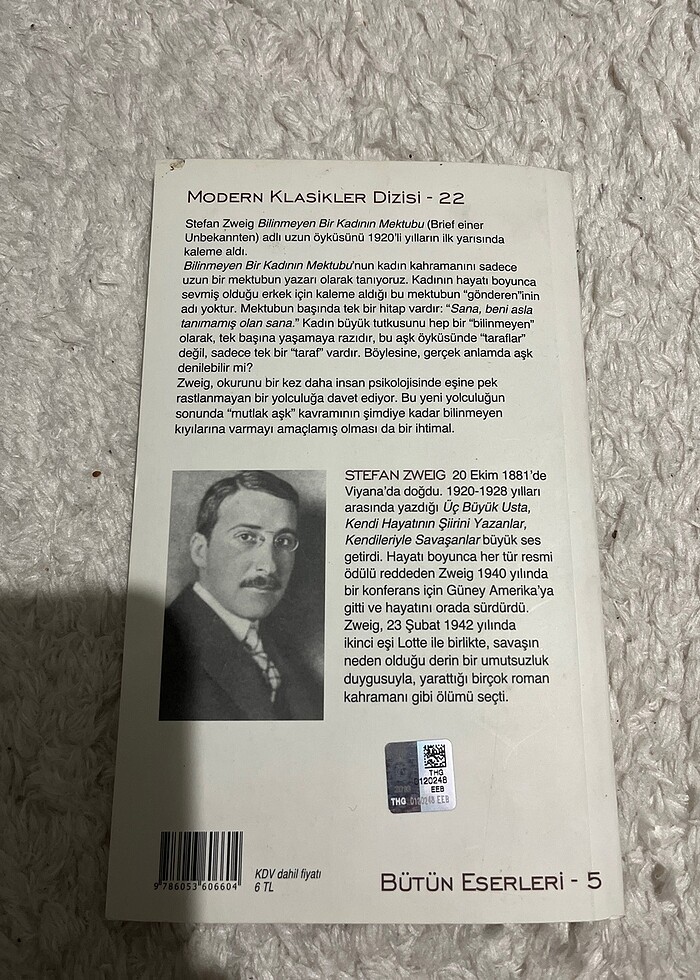 MODERN KLASİKLER DİZİSİ - 22
Stefan Zweig Bilinmeyen Bir Kadının Mektubu (Brief einer
Unbekannten) adlı uzun öyküsünü 1920'li yılların ilk yarısında
kaleme aldı.
Bilinmeyen Bir Kadının Mektubu'nun kadın kahramanını sadece
uzun bir mektubun yazarı olarak tanıyoruz. Kadının hayatı boyunca
sevmiş olduğu erkek için kaleme aldığı bu mektubun “gönderen”inin
adı yoktur. Mektubun başında tek bir hitap vardır: “Sana, beni asla
tanımamış olan sana.” Kadın büyük tutkusunu hep bir “bilinmeyen”
olarak, tek başına yaşamaya razıdır, bu aşk öyküsünde “taraflar”
değil, sadece tek bir “taraf” vardır. Böylesine, gerçek anlamda aşk
denilebilir mi?
Zweig, okurunu bir kez daha insan psikolojisinde eşine pek
rastlanmayan bir yolculuğa davet ediyor. Bu yeni yolculuğun
sonunda “mutlak aşk” kavramının şimdiye kadar bilinmeyen
kıyılarına varmayı amaçlamış olması da bir ihtimal.
STEFAN ZWEIG 20 Ekim 1881'de
Viyana'da doğdu. 1920-1928 yılları
arasında yazdığı Üç Büyük Usta,
Kendi Hayatının Şiirini Yazanlar,
Kendileriyle Savaşanlar büyük ses
getirdi. Hayatı boyunca her tür resmi
ödülü reddeden Zweig 1940 yılında
bir konferans için Güney Amerika'ya
gitti ve hayatını orada sürdürdü.
Zweig, 23 Şubat 1942 yılında
ikinci eşi Lotte ile birlikte, savaşın
neden olduğu derin bir umutsuzluk
duygusuyla, yarattığı birçok roman
kahramanı gibi ölümü seçti.
THG
0120248
EEB
THG 0120248 EEB
9 786053 606604
KDV dahil fiyatı
6 TL
BÜTÜN ESERLERİ - 5